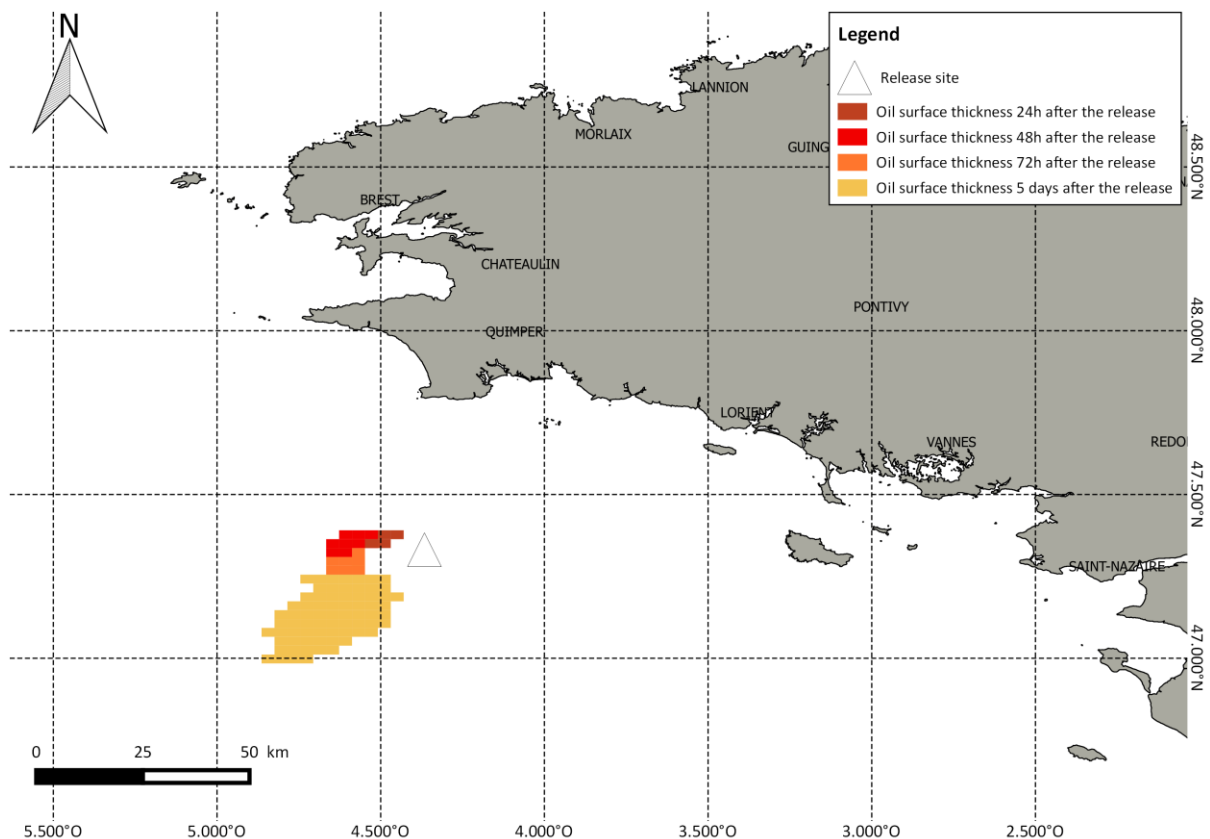 N
Legend
Release site
Oil surface thickness 24h after the release
Oil surface thickness 48h after the release
Oil surface thickness 72h after the release
Oil surface thickness 5 days after the release
LANNION
MORLAIX
GUING
48.500°N
BREST
CHATEAULIN
PONTIVY
48.000°N
QUIMPER
LORIENT
VANNES
REDO
47.500°N
SAINT-NAZAIRE
47.000°N
0 25 50 km
5.500°O 5.000°O 4.500°O 4.000°O 3.500°O 3.000°O 2.500°O